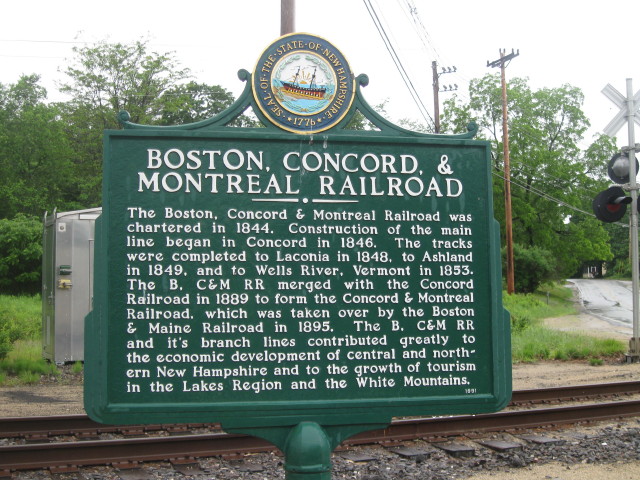 SEAL · OF · THE · STATE · OF · NEW HAMPSHIRE
· 1776 ·
BOSTON, CONCORD, &
MONTREAL RAILROAD
The Boston, Concord & Montreal Railroad was
chartered in 1844. Construction of the main
line began in Concord in 1846. The tracks
were completed to Laconia in 1848, to Ashland
in 1849, and to Wells River, Vermont in 1853.
The B, C&M RR merged with the Concord
Railroad in 1889 to form the Concord & Montreal
Railroad, which was taken over by the Boston
& Maine Railroad in 1895. The B, C&M RR
and it's branch lines contributed greatly to
the economic development of central and north-
ern New Hampshire and to the growth of tourism
in the Lakes Region and the White Mountains.
1991